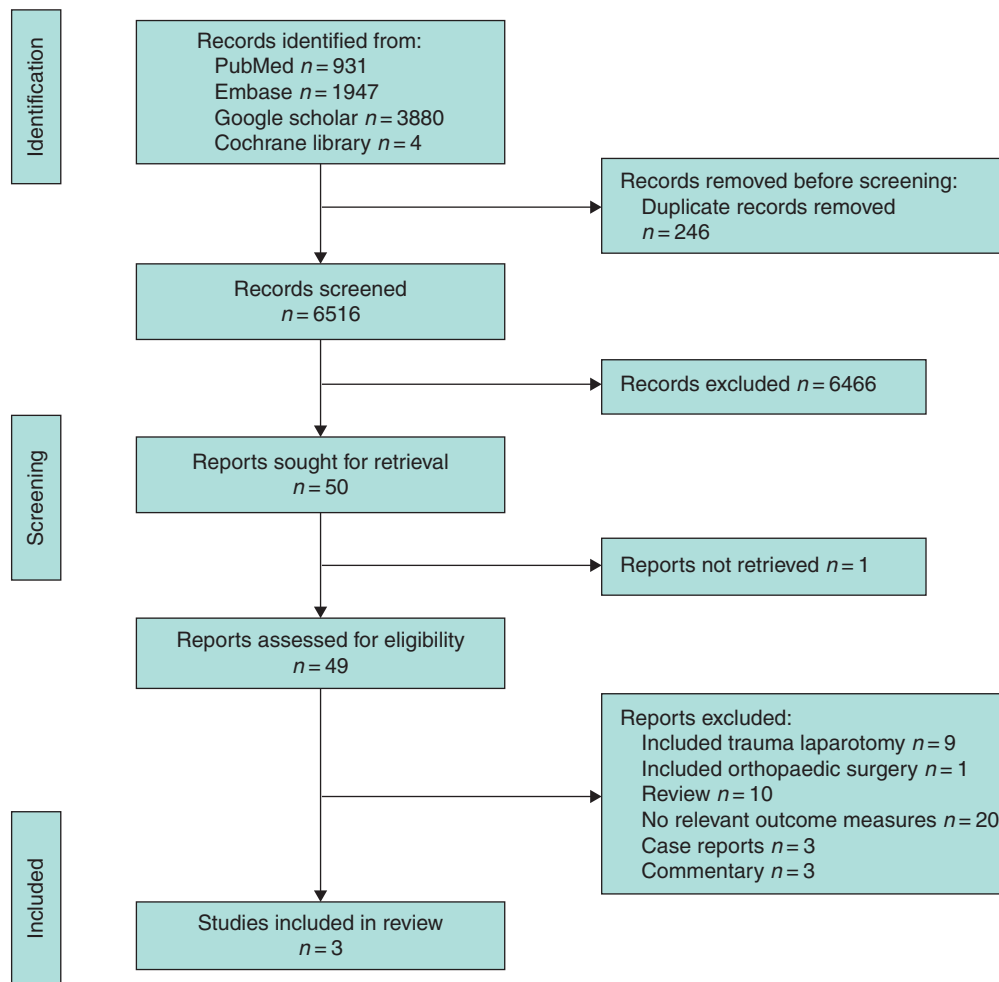 Identification
Records identified from:
PubMed n = 931
Embase n = 1947
Google scholar n = 3880
Cochrane library n = 4
Records removed before screening:
Duplicate records removed
n = 246
Records screened
n = 6516
Records excluded n = 6466
Screening
Reports sought for retrieval
n = 50
Reports not retrieved n = 1
Reports assessed for eligibility
n = 49
Reports excluded:
Included trauma laparotomy n = 9
Included orthopaedic surgery n = 1
Review n = 10
No relevant outcome measures n = 20
Case reports n = 3
Commentary n = 3
Included
Studies included in review
n = 3